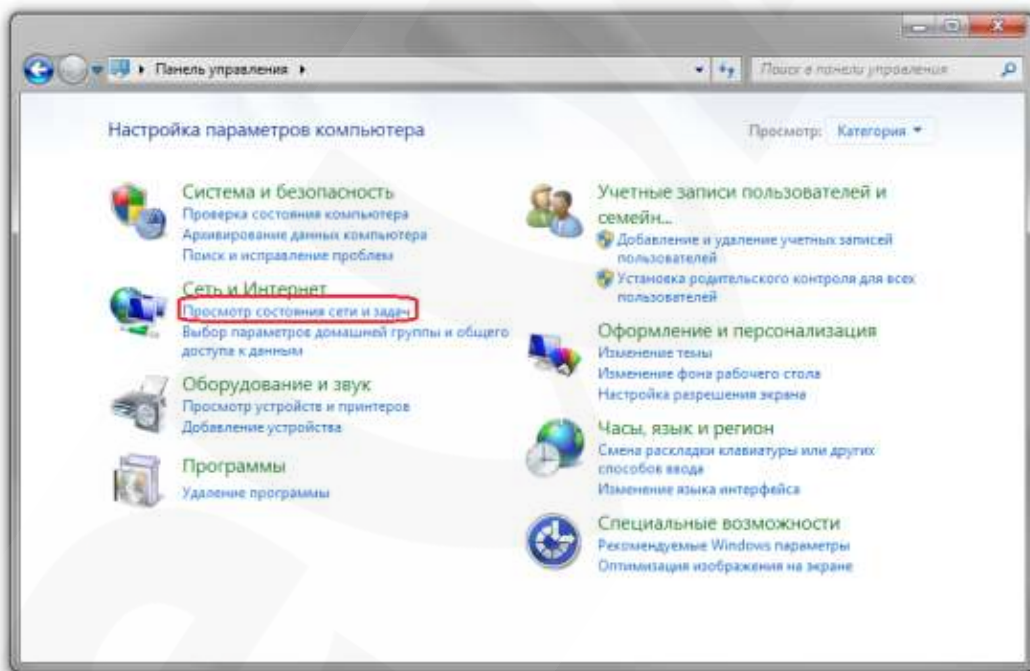 Панель управления
Поиск в панели управления
Настройка параметров компьютера
Просмотр: Категория
Система и безопасность
Проверка состояния компьютера
Архивирование данных компьютера
Поиск и исправление проблем
Сеть и Интернет
Просмотр состояния сети и задач
Выбор параметров домашней группы и общего
доступа к данным
Оборудование и звук
Просмотр устройств и принтеров
Добавление устройства
Программы
Удаление программы
Учетные записи пользователей и
семейн...
Добавление и удаление учетных записей
пользователей
Установка родительского контроля для всех
пользователей
Оформление и персонализация
Изменение темы
Изменение фона рабочего стола
Настройка разрешения экрана
Часы, язык и регион
Смена раскладки клавиатуры или других
способов ввода
Изменение языка интерфейса
Специальные возможности
Рекомендуемые Windows параметры
Оптимизация изображения на экране